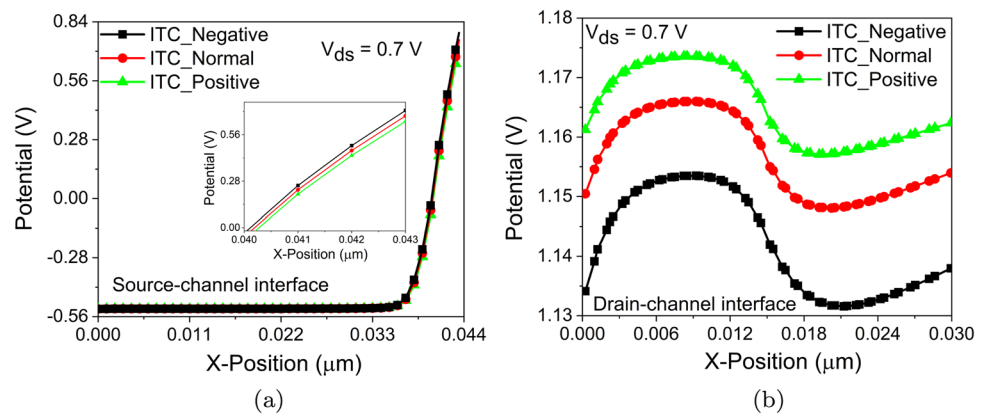 0.84
0.56
0.28
0.00
-0.28
-0.56
Potential (V)
ITC_Negative
ITC_Normal
ITC_Positive
Vds = 0.7 V
0.56
0.28
0.00
Potential (V)
0.040 0.041 0.042 0.043
X-Position (μm)
Source-channel interface
0.000 0.011 0.022 0.033 0.044
X-Position (μm)
(a)
1.18
1.17
1.16
1.15
1.14
1.13
Potential (V)
Vds = 0.7 V
ITC_Negative
ITC_Normal
ITC_Positive
Drain-channel interface
0.000 0.006 0.012 0.018 0.024 0.030
X-Position (μm)
(b)